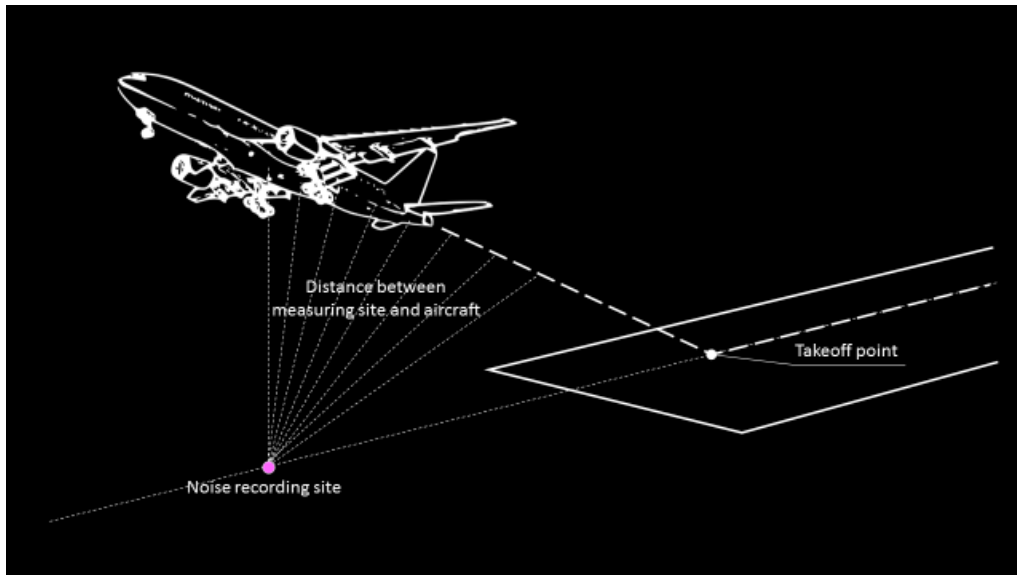 Distance between
measuring site and aircraft
Takeoff point
Noise recording site